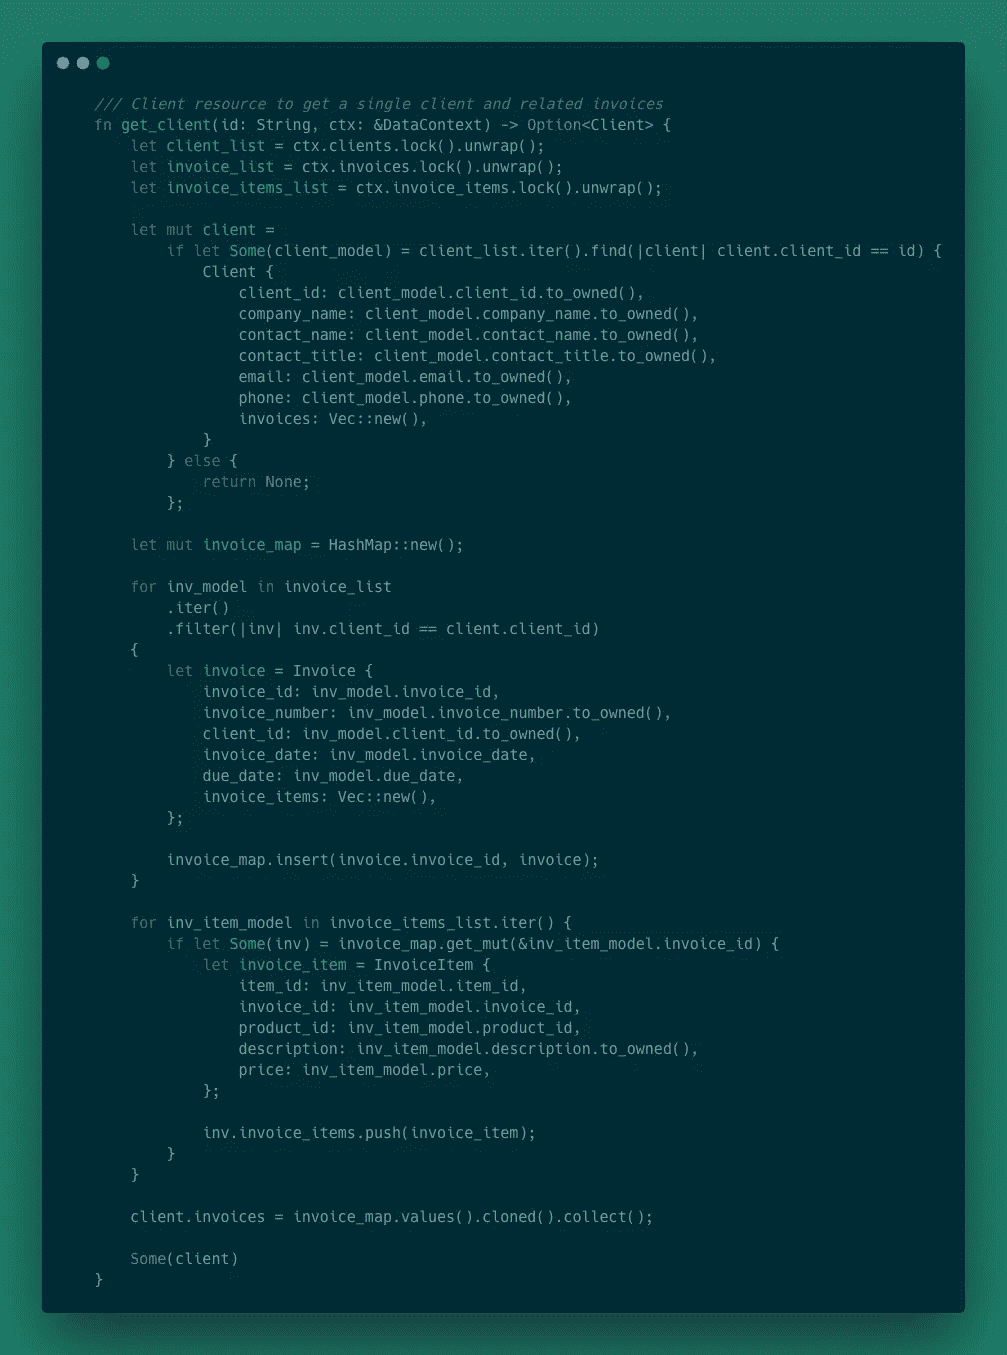 /// Client resource to get a single client and related invoices
fn get_client(id: String, ctx: &DataContext) -> Option<Client> {
    let client_list = ctx.clients.lock().unwrap();
    let invoice_list = ctx.invoices.lock().unwrap();
    let invoice_items_list = ctx.invoice_items.lock().unwrap();

    let mut client =
        if let Some(client_model) = client_list.iter().find(|client| client.client_id == id) {
            Client {
                client_id: client_model.client_id.to_owned(),
                company_name: client_model.company_name.to_owned(),
                contact_name: client_model.contact_name.to_owned(),
                contact_title: client_model.contact_title.to_owned(),
                email: client_model.email.to_owned(),
                phone: client_model.phone.to_owned(),
                invoices: Vec::new(),
            }
        } else {
            return None;
        };

    let mut invoice_map = HashMap::new();

    for inv_model in invoice_list
        .iter()
        .filter(|inv| inv.client_id == client.client_id)
    {
        let invoice = Invoice {
            invoice_id: inv_model.invoice_id,
            invoice_number: inv_model.invoice_number.to_owned(),
            client_id: inv_model.client_id.to_owned(),
            invoice_date: inv_model.invoice_date,
            due_date: inv_model.due_date,
            invoice_items: Vec::new(),
        };

        invoice_map.insert(invoice.invoice_id, invoice);
    }

    for inv_item_model in invoice_items_list.iter() {
        if let Some(inv) = invoice_map.get_mut(&inv_item_model.invoice_id) {
            let invoice_item = InvoiceItem {
                item_id: inv_item_model.item_id,
                invoice_id: inv_item_model.invoice_id,
                product_id: inv_item_model.product_id,
                description: inv_item_model.description.to_owned(),
                price: inv_item_model.price,
            };

            inv.invoice_items.push(invoice_item);
        }
    }

    client.invoices = invoice_map.values().cloned().collect();

    Some(client)
}